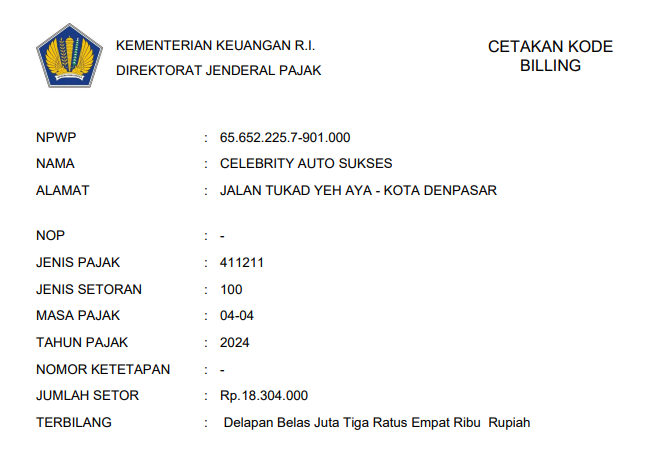 KEMENTERIAN KEUANGAN R.I.
DIREKTORAT JENDERAL PAJAK
CETAKAN KODE
BILLING
NPWP : 65.652.225.7-901.000
NAMA : CELEBRITY AUTO SUKSES
ALAMAT : JALAN TUKAD YEH AYA - KOTA DENPASAR
NOP : -
JENIS PAJAK : 411211
JENIS SETORAN : 100
MASA PAJAK : 04-04
TAHUN PAJAK : 2024
NOMOR KETETAPAN : -
JUMLAH SETOR : Rp.18.304.000
TERBILANG : Delapan Belas Juta Tiga Ratus Empat Ribu Rupiah